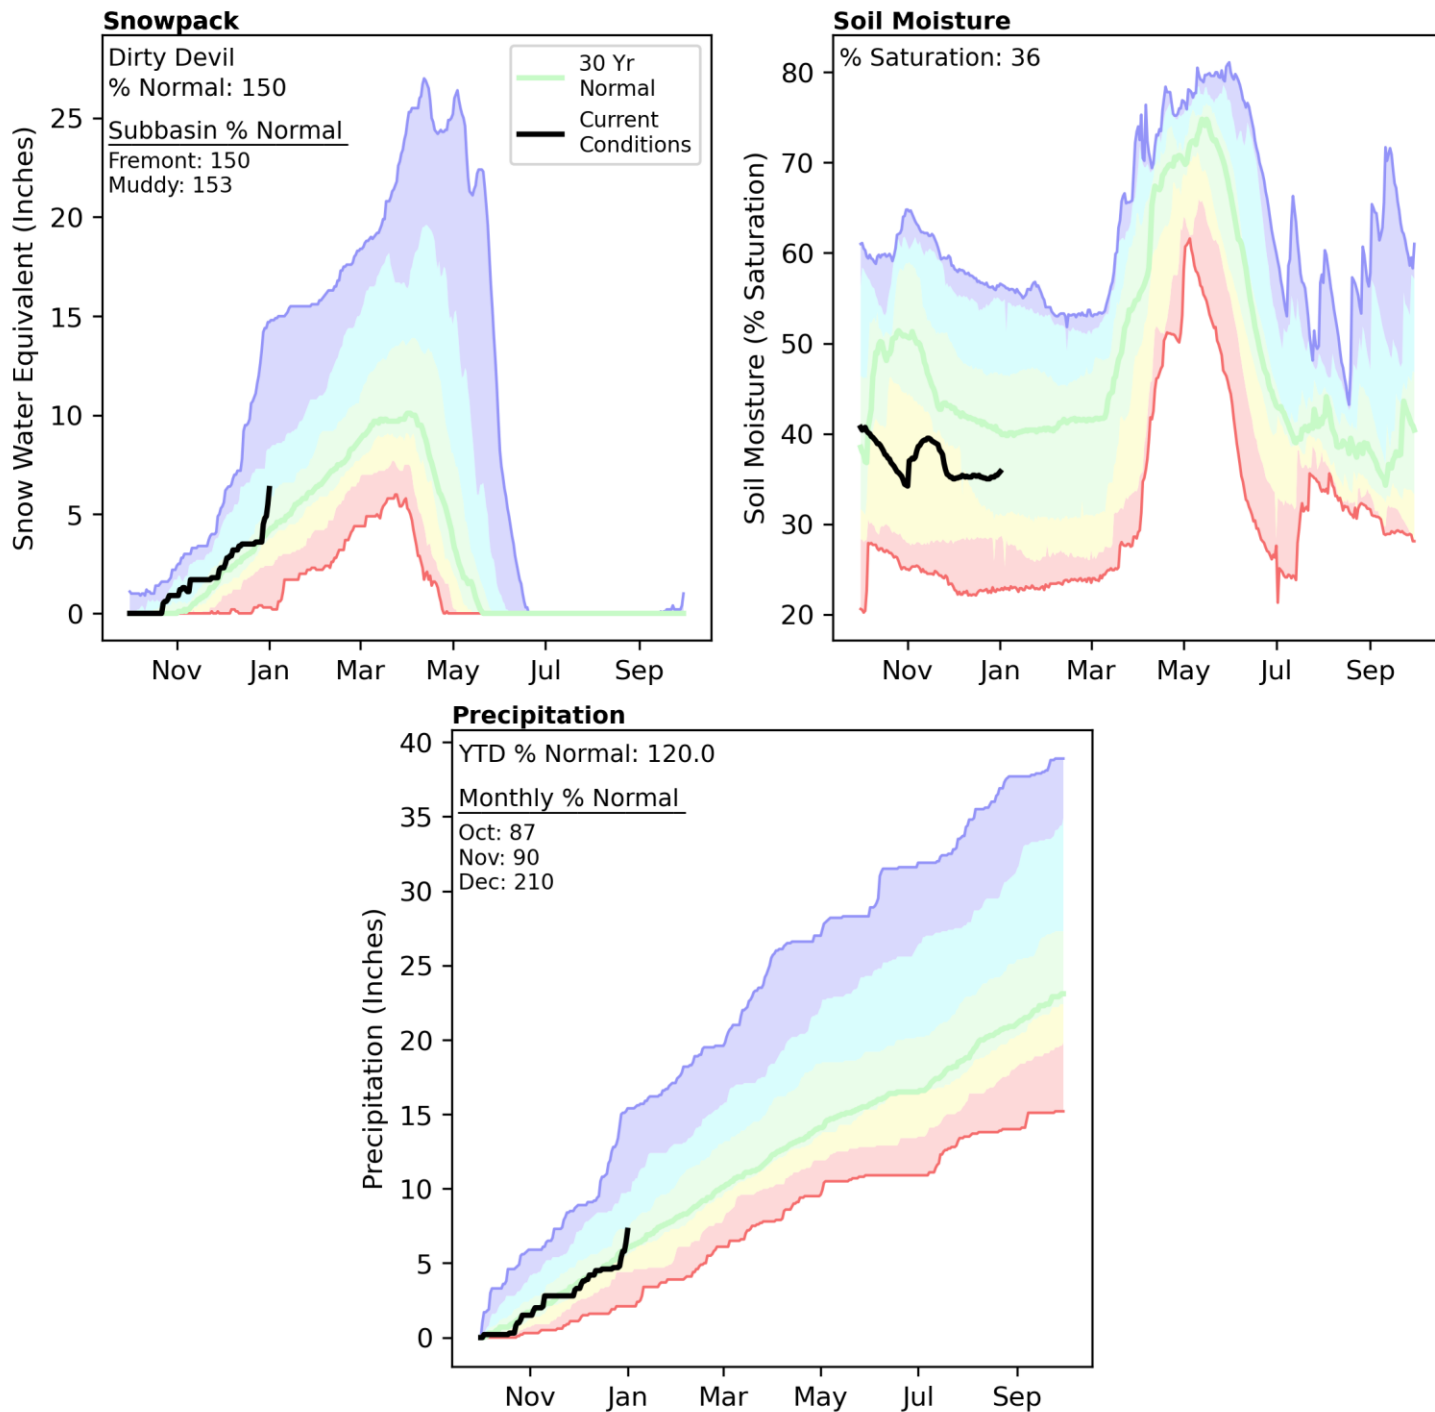 Snowpack
Dirty Devil
% Normal: 150
Subbasin % Normal
Fremont: 150
Muddy: 153
30 Yr
Normal
Current
Conditions
Snow Water Equivalent (Inches)
25
20
15
10
5
0
Nov Jan Mar May Jul Sep
Soil Moisture
% Saturation: 36
Soil Moisture (% Saturation)
80
70
60
50
40
30
20
Nov Jan Mar May Jul Sep
Precipitation
YTD % Normal: 120.0
Monthly % Normal
Oct: 87
Nov: 90
Dec: 210
Precipitation (Inches)
40
35
30
25
20
15
10
5
0
Nov Jan Mar May Jul Sep